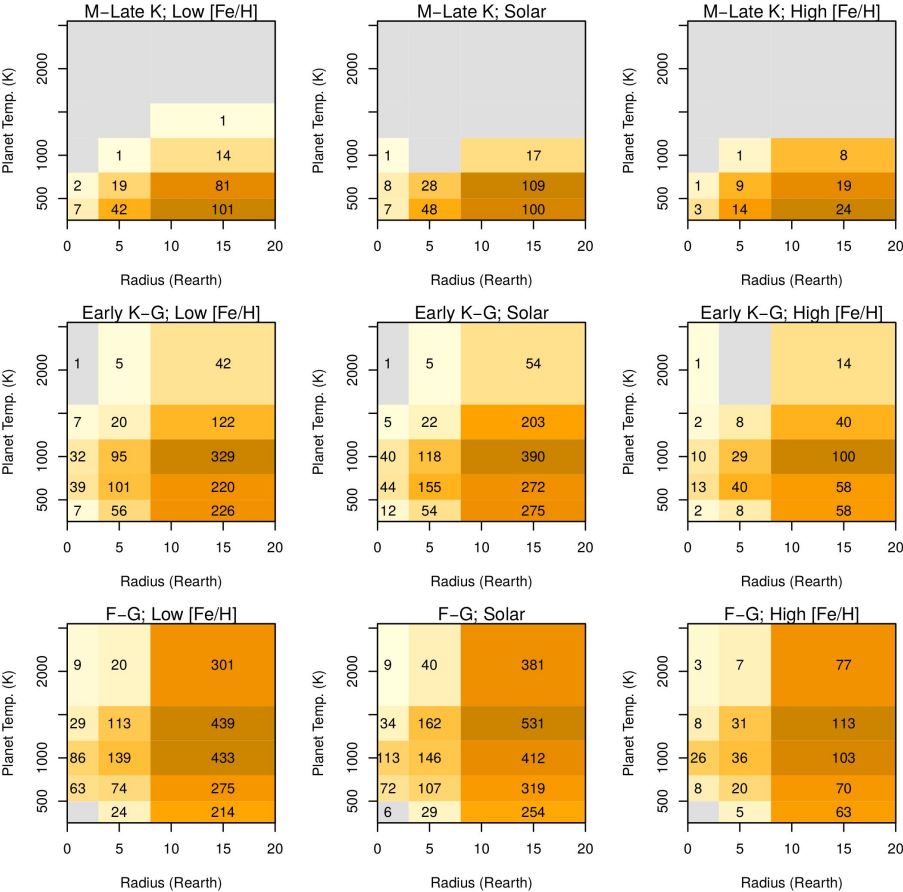 M−Late K; Low [Fe/H]
Planet Temp. (K)
2000
1000
500
1
1 14
2 19 81
7 42 101
0 5 10 15 20
Radius (Rearth)
M−Late K; Solar
Planet Temp. (K)
2000
1000
500
1 17
8 28 109
7 48 100
0 5 10 15 20
Radius (Rearth)
M−Late K; High [Fe/H]
Planet Temp. (K)
2000
1000
500
1 8
1 9 19
3 14 24
0 5 10 15 20
Radius (Rearth)
Early K−G; Low [Fe/H]
Planet Temp. (K)
2000
1000
500
1 5 42
7 20 122
32 95 329
39 101 220
7 56 226
0 5 10 15 20
Radius (Rearth)
Early K−G; Solar
Planet Temp. (K)
2000
1000
500
1 5 54
5 22 203
40 118 390
44 155 272
12 54 275
0 5 10 15 20
Radius (Rearth)
Early K−G; High [Fe/H]
Planet Temp. (K)
2000
1000
500
1 14
2 8 40
10 29 100
13 40 58
2 8 58
0 5 10 15 20
Radius (Rearth)
F−G; Low [Fe/H]
Planet Temp. (K)
2000
1000
500
9 20 301
29 113 439
86 139 433
63 74 275
24 214
0 5 10 15 20
Radius (Rearth)
F−G; Solar
Planet Temp. (K)
2000
1000
500
9 40 381
34 162 531
113 146 412
72 107 319
6 29 254
0 5 10 15 20
Radius (Rearth)
F−G; High [Fe/H]
Planet Temp. (K)
2000
1000
500
3 7 77
8 31 113
26 36 103
8 20 70
5 63
0 5 10 15 20
Radius (Rearth)